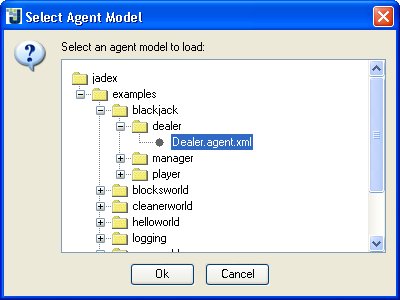 Select Agent Model
Select an agent model to load:
jadex
examples
blackjack
dealer
Dealer.agent.xml
manager
player
blocksworld
cleanerworld
helloworld
logging
Ok
Cancel